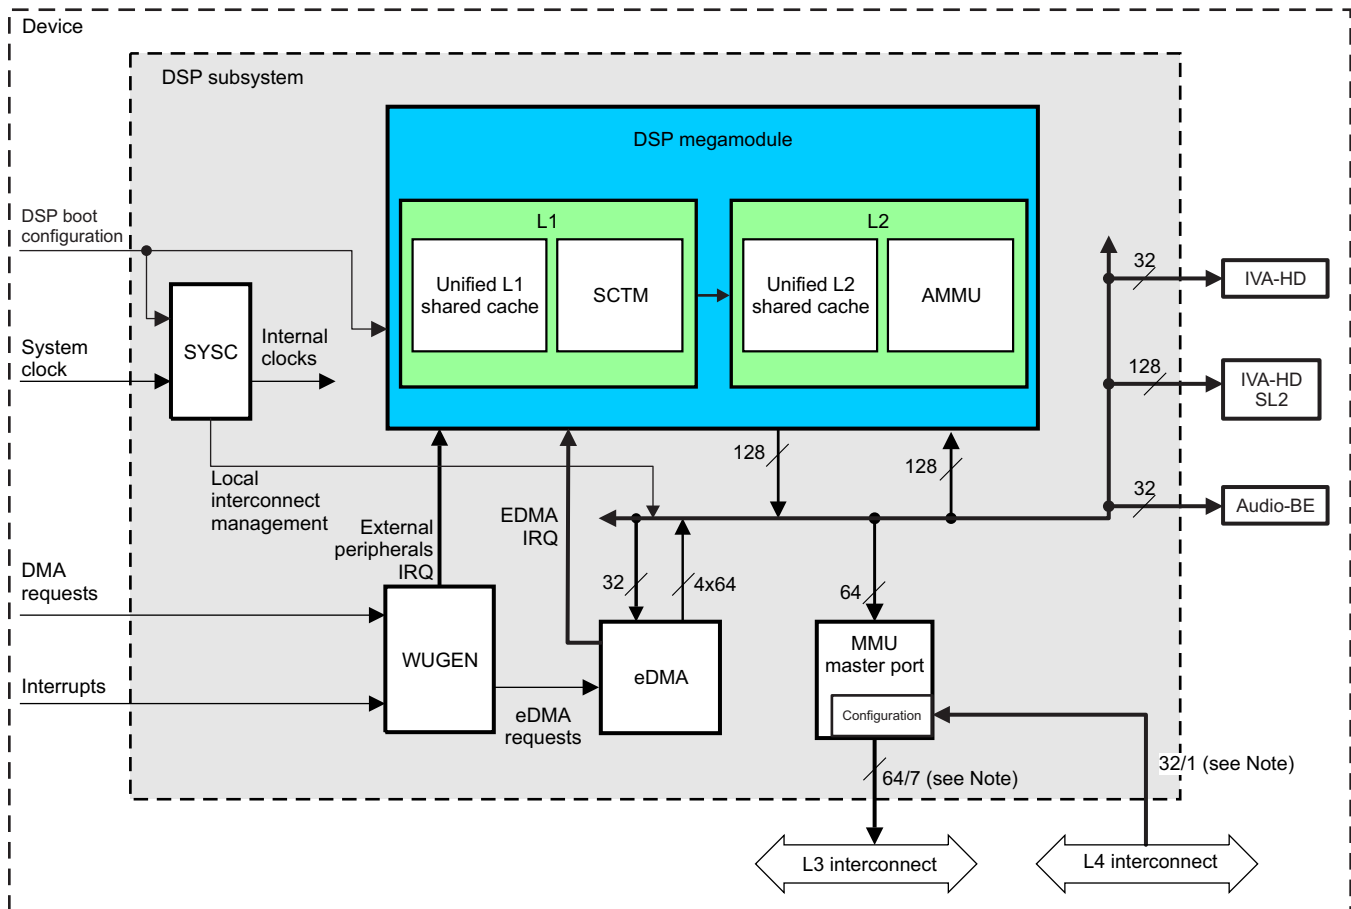 Device
DSP subsystem
DSP megamodule
DSP boot
configuration
L1
L2
Unified L1
shared cache
SCTM
Unified L2
shared cache
AMMU
32
IVA-HD
System
clock
SYSC
Internal
clocks
128
IVA-HD
SL2
Local
interconnect
management
128
128
32
Audio-BE
External
peripherals
IRQ
EDMA
IRQ
DMA
requests
32
4x64
64
WUGEN
eDMA
MMU
master port
Interrupts
eDMA
requests
Configuration
64/7 (see Note)
32/1 (see Note)
L3 interconnect
L4 interconnect